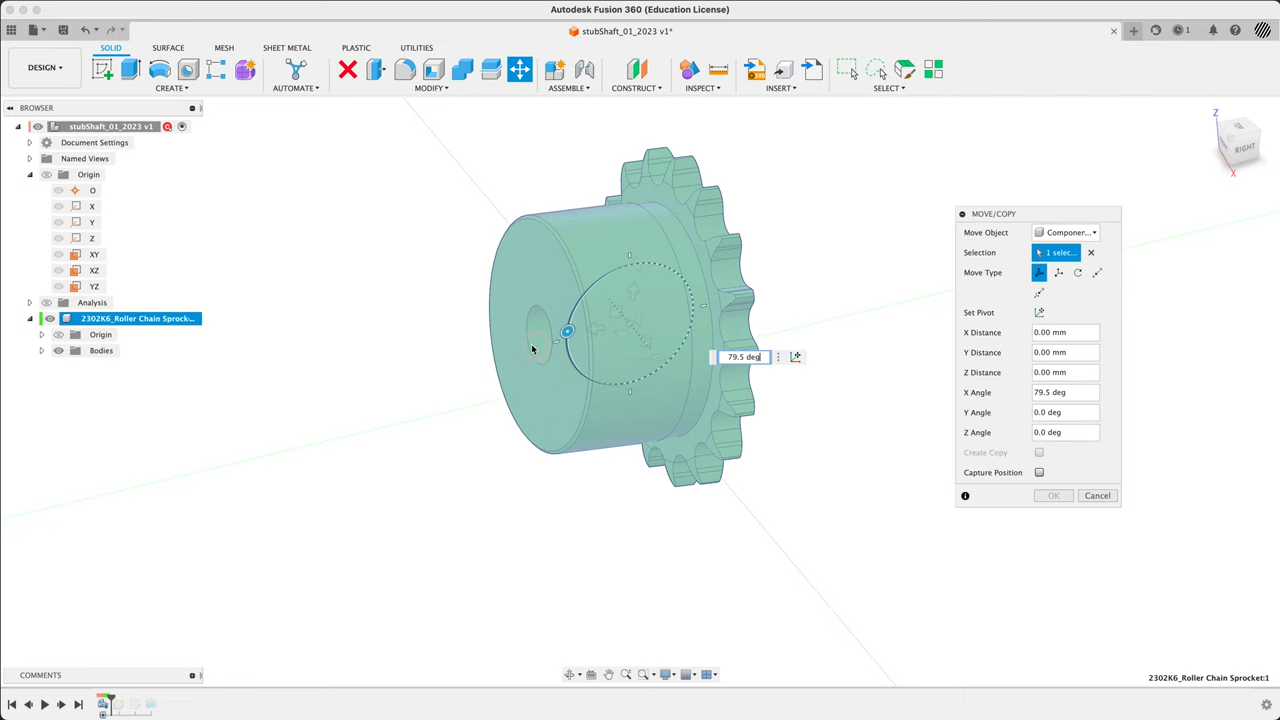 Autodesk Fusion 360 (Education License)
stubShaft_01_2023 v1*
1
DESIGN
SOLID
SURFACE
MESH
SHEET METAL
PLASTIC
UTILITIES
CREATE
AUTOMATE
MODIFY
ASSEMBLE
CONSTRUCT
INSPECT
INSERT
SELECT
BROWSER
stubShaft_01_2023 v1
Document Settings
Named Views
Origin
O
X
Y
Z
XY
XZ
YZ
Analysis
2302K6_Roller Chain Sprock...
Origin
Bodies
79.5 deg
Z
RIGHT
X
MOVE/COPY
Move Object Componen...
Selection 1 selec...
Move Type
Set Pivot
X Distance 0.00 mm
Y Distance 0.00 mm
Z Distance 0.00 mm
X Angle 79.5 deg
Y Angle 0.0 deg
Z Angle 0.0 deg
Create Copy
Capture Position
OK Cancel
COMMENTS
2302K6_Roller Chain Sprocket:1